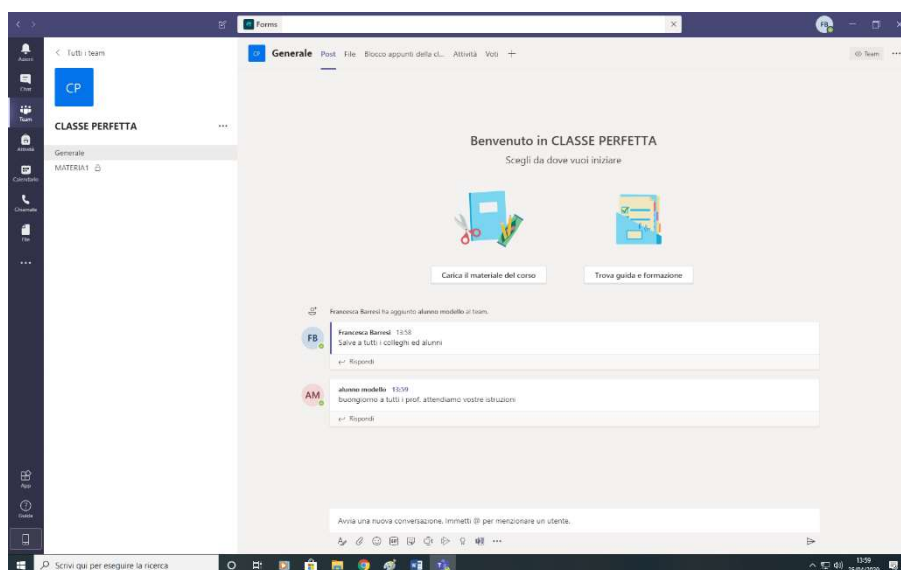 Forms
FB
Avvisi
Chat
Team
Attività
Calendario
Chiamate
File
App
Guida
< Tutti i team
CP
CLASSE PERFETTA
Generale
MATERIA1
CP Generale Post File Blocco appunti della cl... Attività Voti +
Team
Benvenuto in CLASSE PERFETTA
Scegli da dove vuoi iniziare
Carica il materiale del corso
Trova guida e formazione
Francesca Barresi ha aggiunto alunno modello al team.
FB
Francesca Barresi 13:58
Salve a tutti i colleghi ed alunni
Rispondi
AM
alunno modello 13:59
buongiorno a tutti i prof. attendiamo vostre istruzioni
Rispondi
Avvia una nuova conversazione. Immetti @ per menzionare un utente.
GIF
Scrivi qui per eseguire la ricerca
13:59